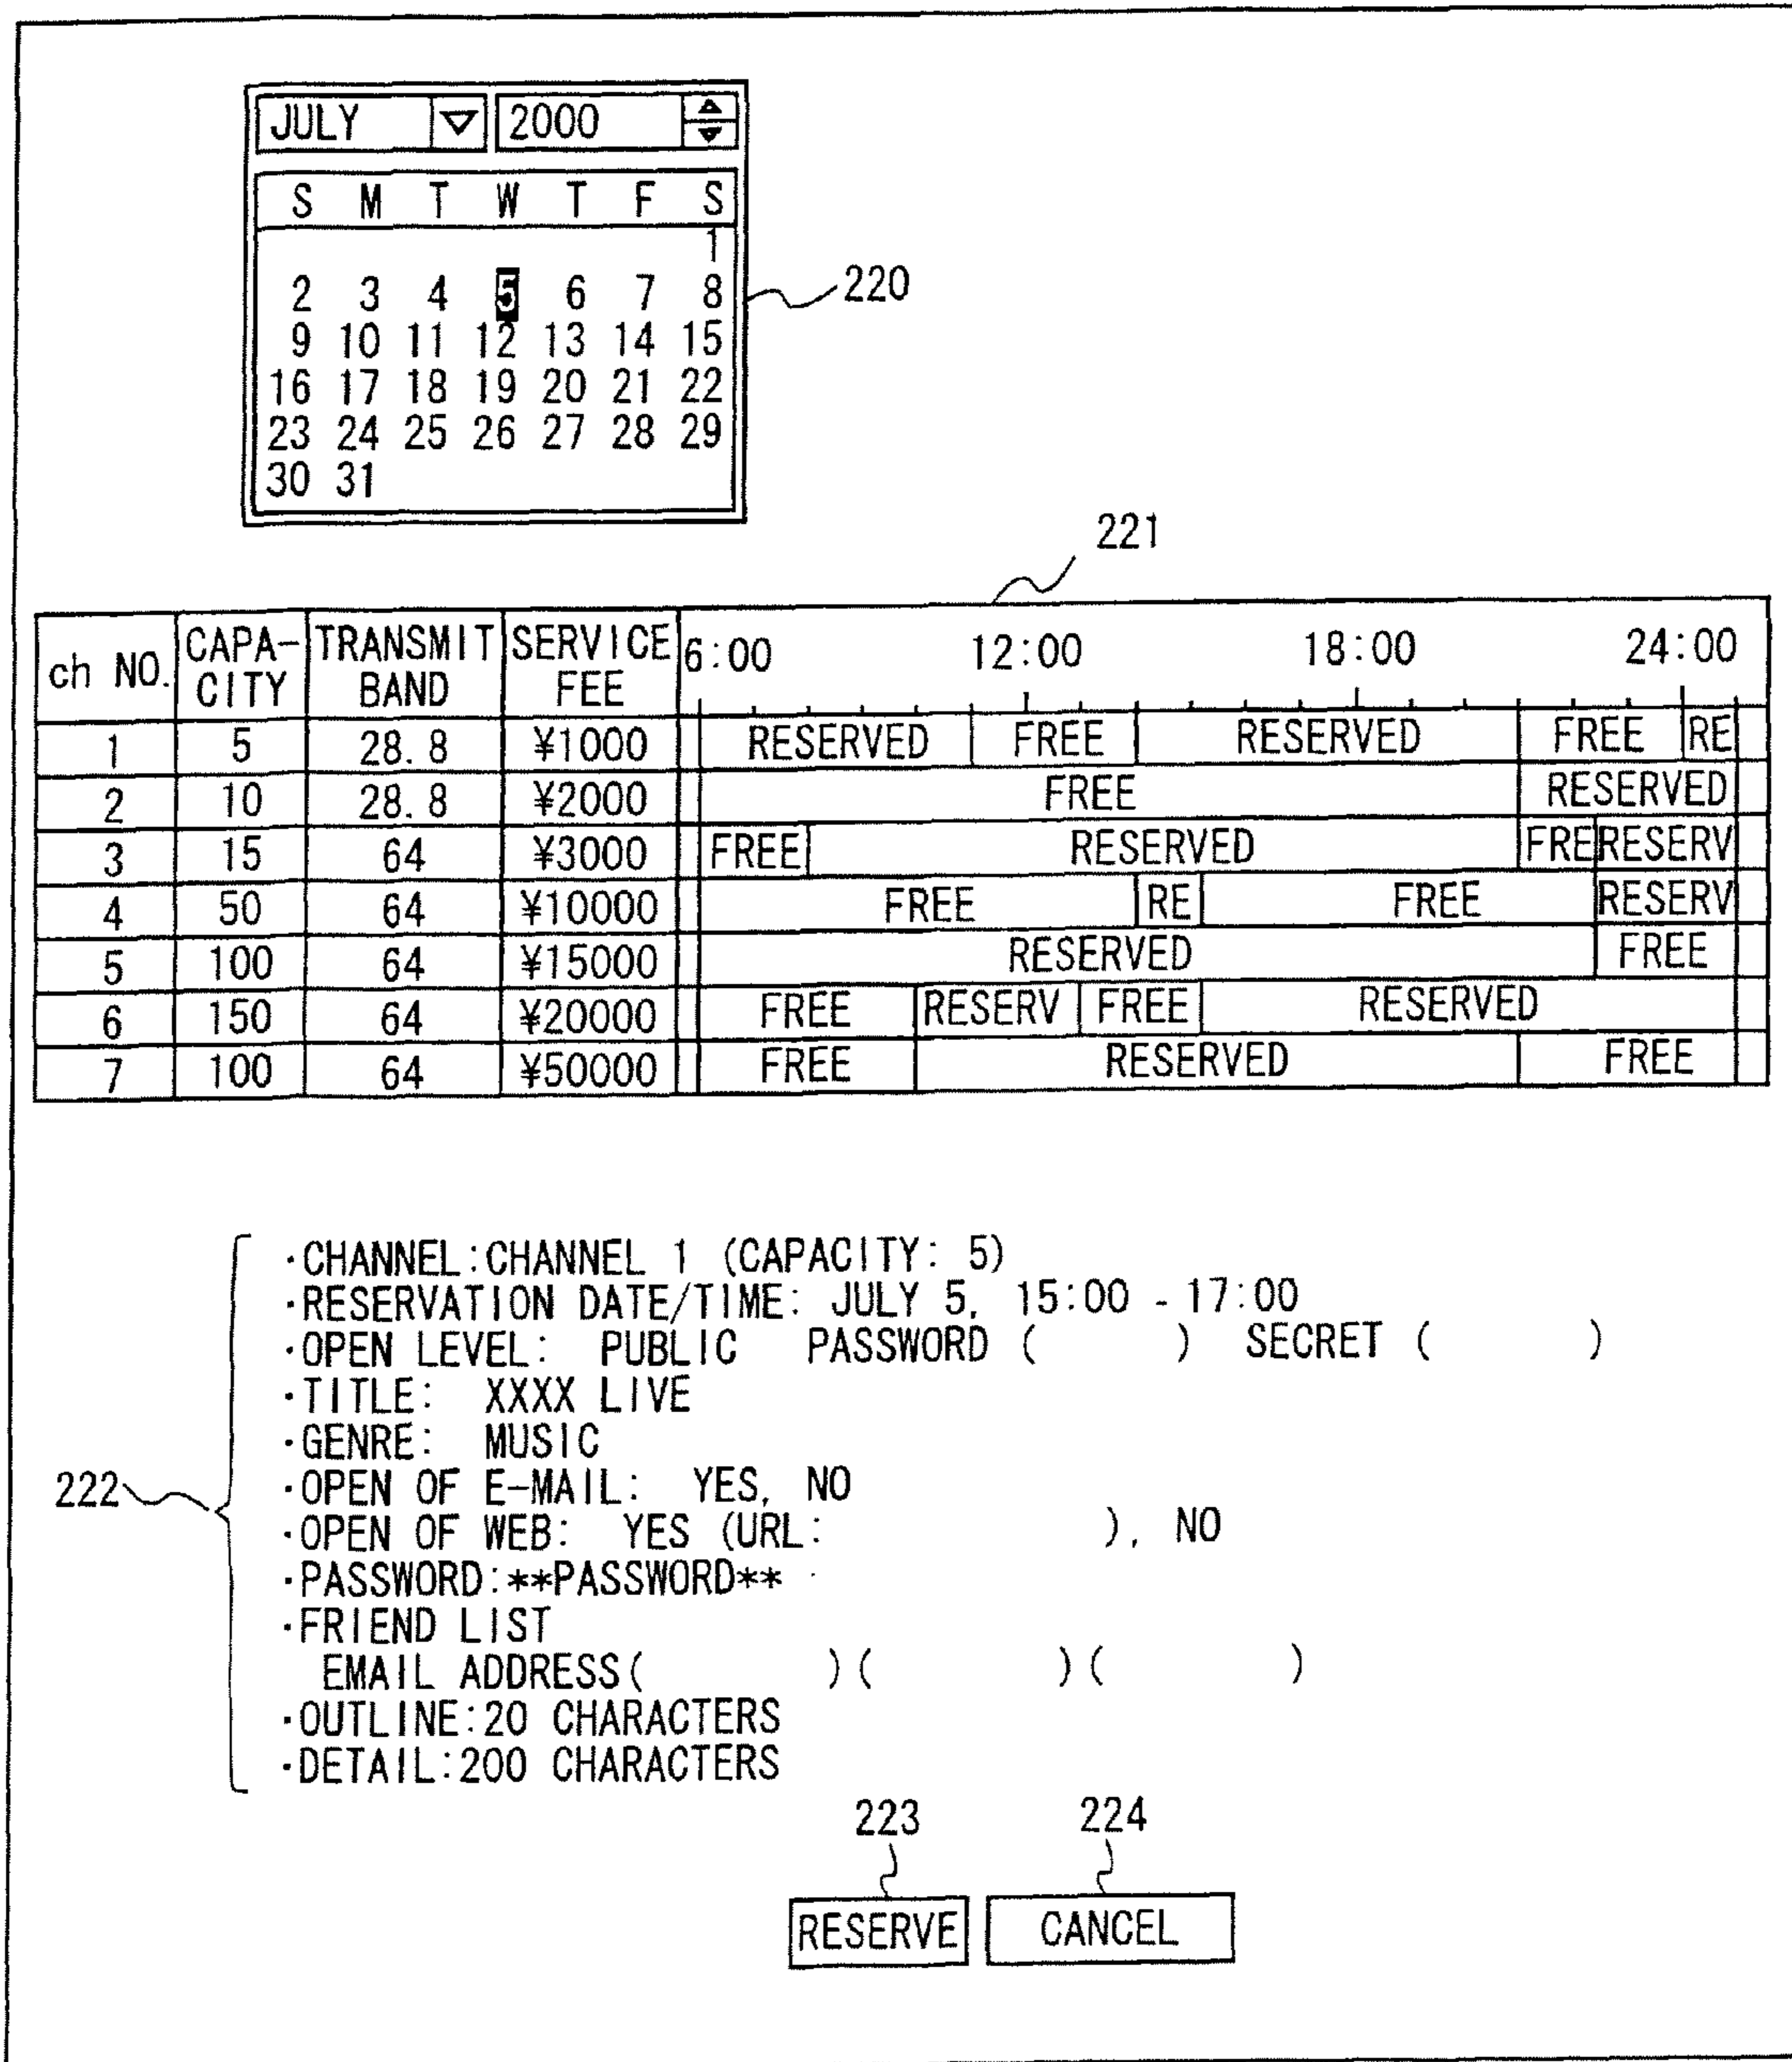 JULY 2000
S M T W T F S
1
2 3 4 5 6 7 8
9 10 11 12 13 14 15
16 17 18 19 20 21 22
23 24 25 26 27 28 29
30 31
220
221
ch NO. CAPA-CITY TRANSMIT BAND SERVICE FEE 6:00 12:00 18:00 24:00
1 5 28.8 ¥1000 RESERVED FREE RESERVED FREE RE
2 10 28.8 ¥2000 FREE RESERVED
3 15 64 ¥3000 FREE RESERVED FRE RESERV
4 50 64 ¥10000 FREE RE FREE RESERV
5 100 64 ¥15000 RESERVED FREE
6 150 64 ¥20000 FREE RESERV FREE RESERVED
7 100 64 ¥50000 FREE RESERVED FREE
222
·CHANNEL:CHANNEL 1 (CAPACITY: 5)
·RESERVATION DATE/TIME: JULY 5, 15:00 - 17:00
·OPEN LEVEL: PUBLIC PASSWORD ( ) SECRET ( )
·TITLE: XXXX LIVE
·GENRE: MUSIC
·OPEN OF E-MAIL: YES, NO
·OPEN OF WEB: YES (URL: ), NO
·PASSWORD:**PASSWORD**
·FRIEND LIST
EMAIL ADDRESS( )( )( )
·OUTLINE:20 CHARACTERS
·DETAIL:200 CHARACTERS
223 224
RESERVE CANCEL